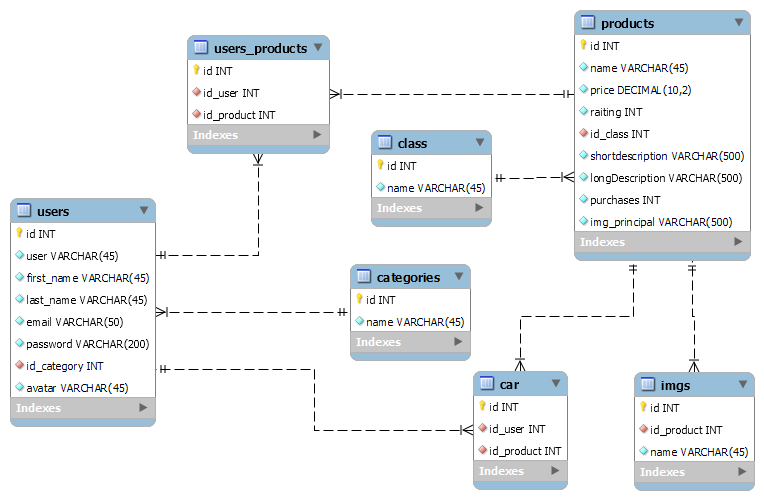 users_products
id INT
id_user INT
id_product INT
Indexes
products
id INT
name VARCHAR(45)
price DECIMAL(10,2)
raiting INT
id_class INT
shortdescription VARCHAR(500)
longDescription VARCHAR(500)
purchases INT
img_principal VARCHAR(500)
Indexes
class
id INT
name VARCHAR(45)
Indexes
users
id INT
user VARCHAR(45)
first_name VARCHAR(45)
last_name VARCHAR(45)
email VARCHAR(50)
password VARCHAR(200)
id_category INT
avatar VARCHAR(45)
Indexes
categories
id INT
name VARCHAR(45)
Indexes
car
id INT
id_user INT
id_product INT
Indexes
imgs
id INT
id_product INT
name VARCHAR(45)
Indexes